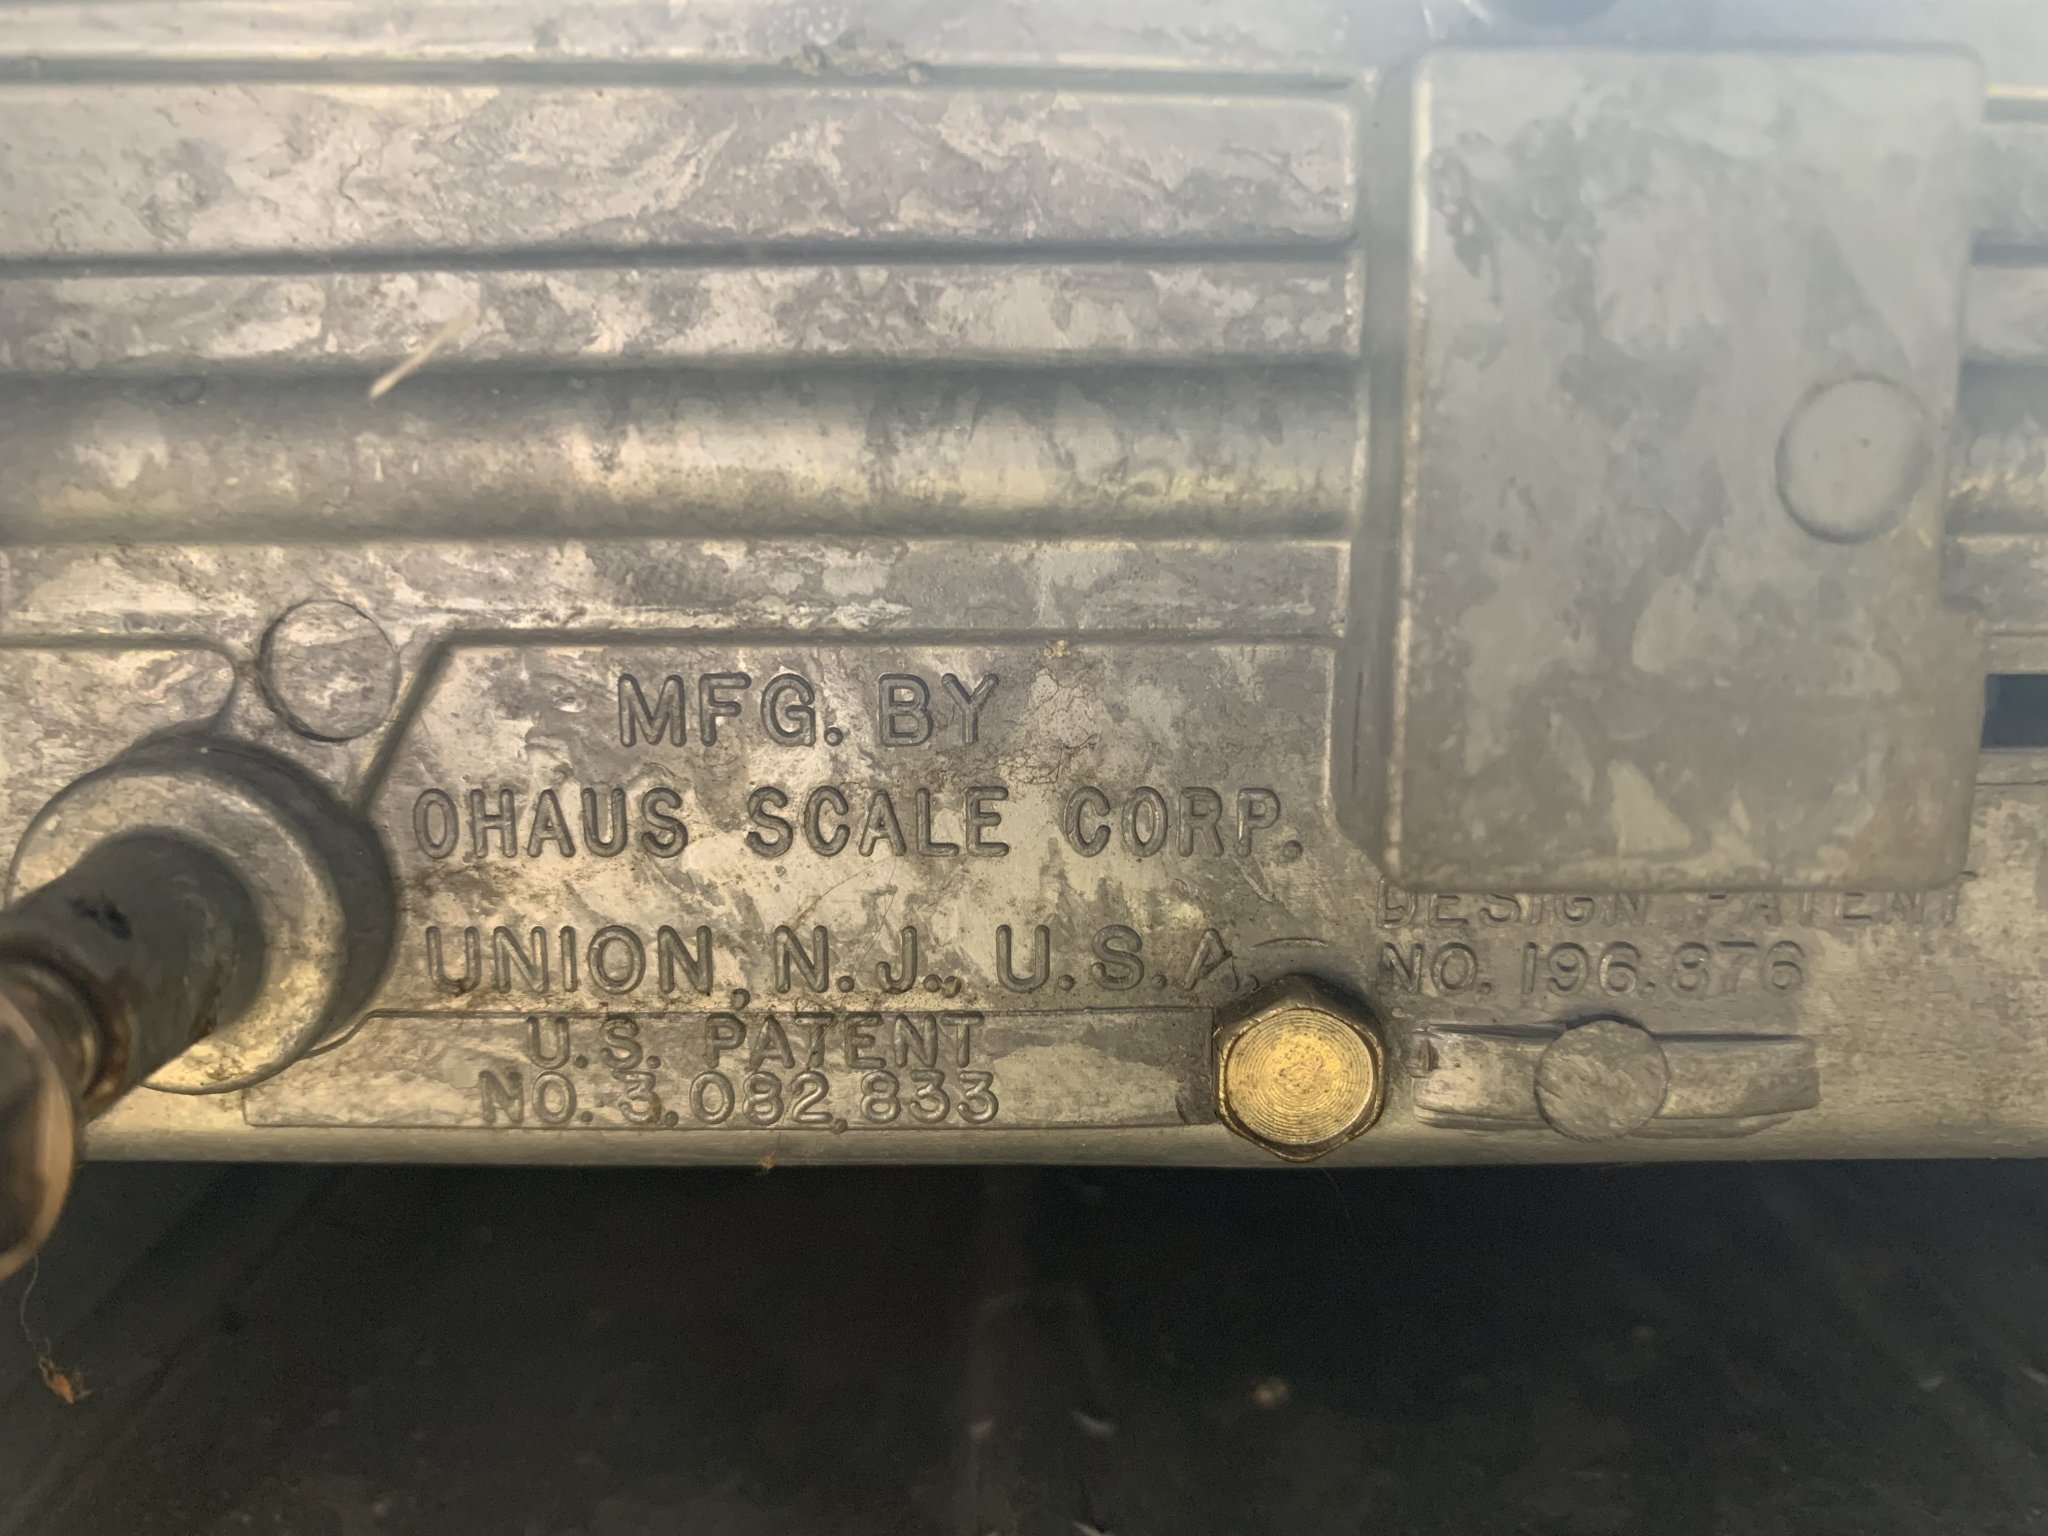 MFG. BY
OHAUS SCALE CORP.
UNION, N. J., U.S.A.
U.S. PATENT
NO. 3,082,833
DESIGN PATENT
NO. 196,876